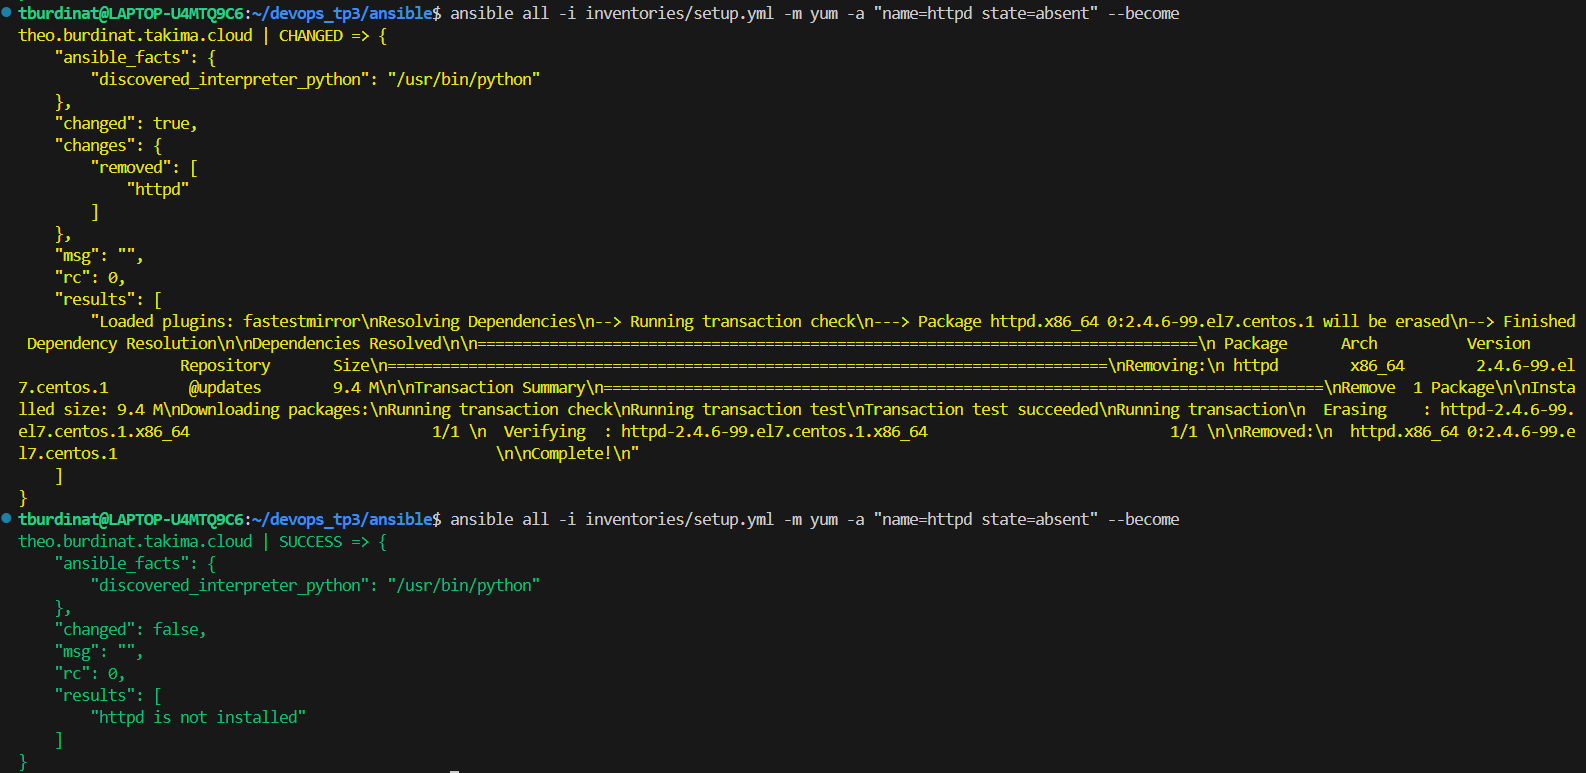 tburdinat@LAPTOP-U4MTQ9C6:~/devops_tp3/ansible$ ansible all -i inventories/setup.yml -m yum -a "name=httpd state=absent" --become
theo.burdinat.takima.cloud | CHANGED => {
    "ansible_facts": {
        "discovered_interpreter_python": "/usr/bin/python"
    },
    "changed": true,
    "changes": {
        "removed": [
            "httpd"
        ]
    },
    "msg": "",
    "rc": 0,
    "results": [
        "Loaded plugins: fastestmirror\nResolving Dependencies\n--> Running transaction check\n---> Package httpd.x86_64 0:2.4.6-99.el7.centos.1 will be erased\n--> Finished
 Dependency Resolution\n\nDependencies Resolved\n\n================================================================================\n Package      Arch          Version
                  Repository       Size\n================================================================================\nRemoving:\n httpd        x86_64        2.4.6-99.el
7.centos.1         @updates        9.4 M\n\nTransaction Summary\n================================================================================\nRemove  1 Package\n\nInsta
lled size: 9.4 M\nDownloading packages:\nRunning transaction check\nRunning transaction test\nTransaction test succeeded\nRunning transaction\n  Erasing    : httpd-2.4.6-99.
el7.centos.1.x86_64                           1/1 \n  Verifying  : httpd-2.4.6-99.el7.centos.1.x86_64                           1/1 \n\nRemoved:\n  httpd.x86_64 0:2.4.6-99.e
l7.centos.1                                          \n\nComplete!\n"
    ]
}
tburdinat@LAPTOP-U4MTQ9C6:~/devops_tp3/ansible$ ansible all -i inventories/setup.yml -m yum -a "name=httpd state=absent" --become
theo.burdinat.takima.cloud | SUCCESS => {
    "ansible_facts": {
        "discovered_interpreter_python": "/usr/bin/python"
    },
    "changed": false,
    "msg": "",
    "rc": 0,
    "results": [
        "httpd is not installed"
    ]
}